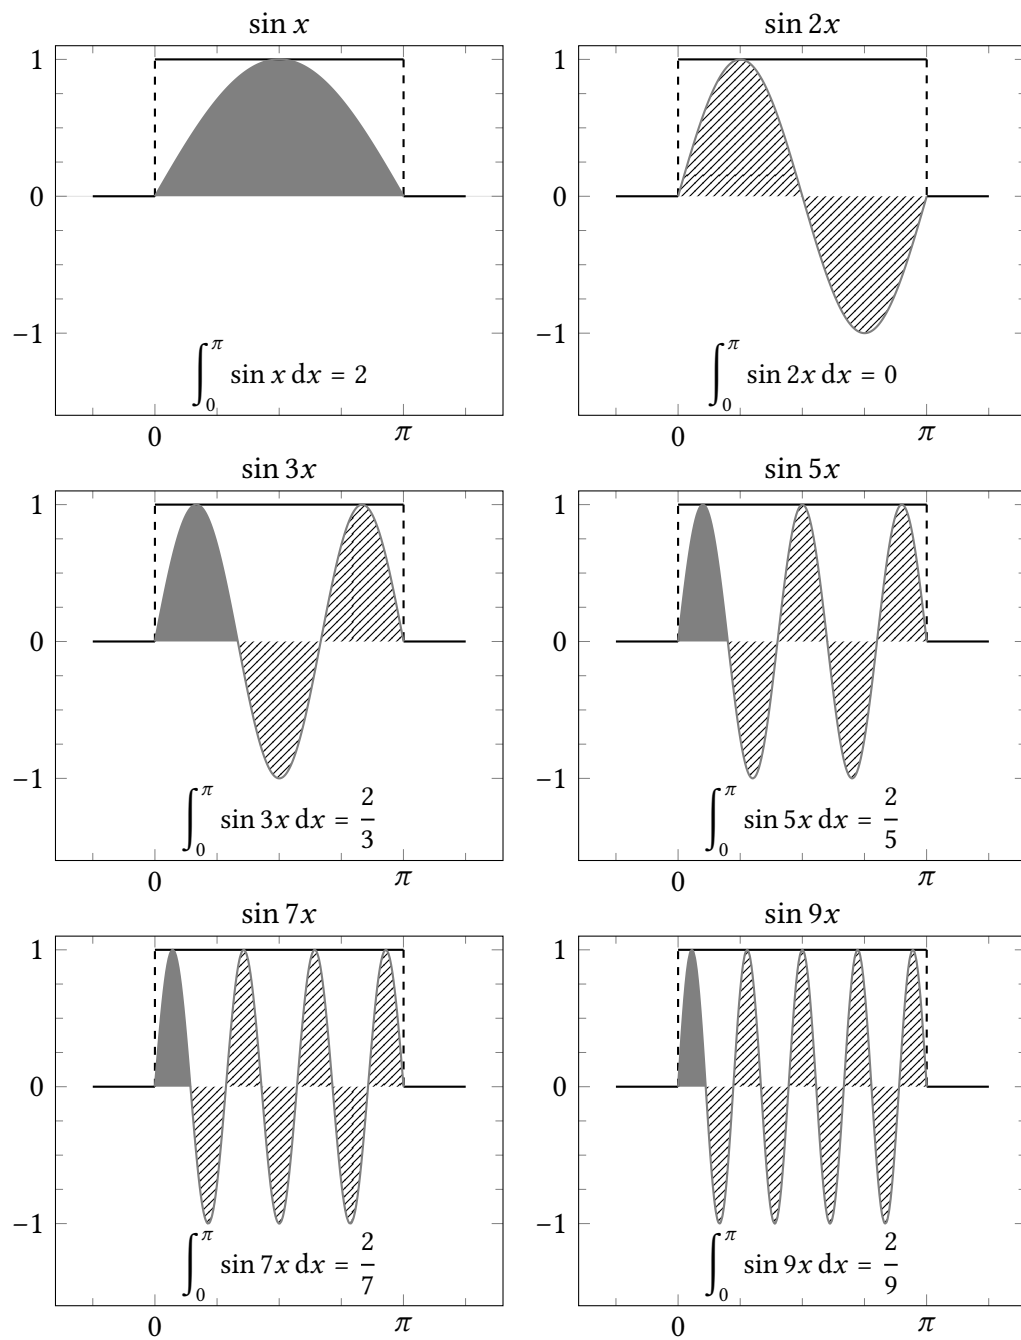 sin x
1
0
−1
∫₀^π sin x dx = 2
0 π
sin 2x
1
0
−1
∫₀^π sin 2x dx = 0
0 π
sin 3x
1
0
−1
∫₀^π sin 3x dx = 2/3
0 π
sin 5x
1
0
−1
∫₀^π sin 5x dx = 2/5
0 π
sin 7x
1
0
−1
∫₀^π sin 7x dx = 2/7
0 π
sin 9x
1
0
−1
∫₀^π sin 9x dx = 2/9
0 π